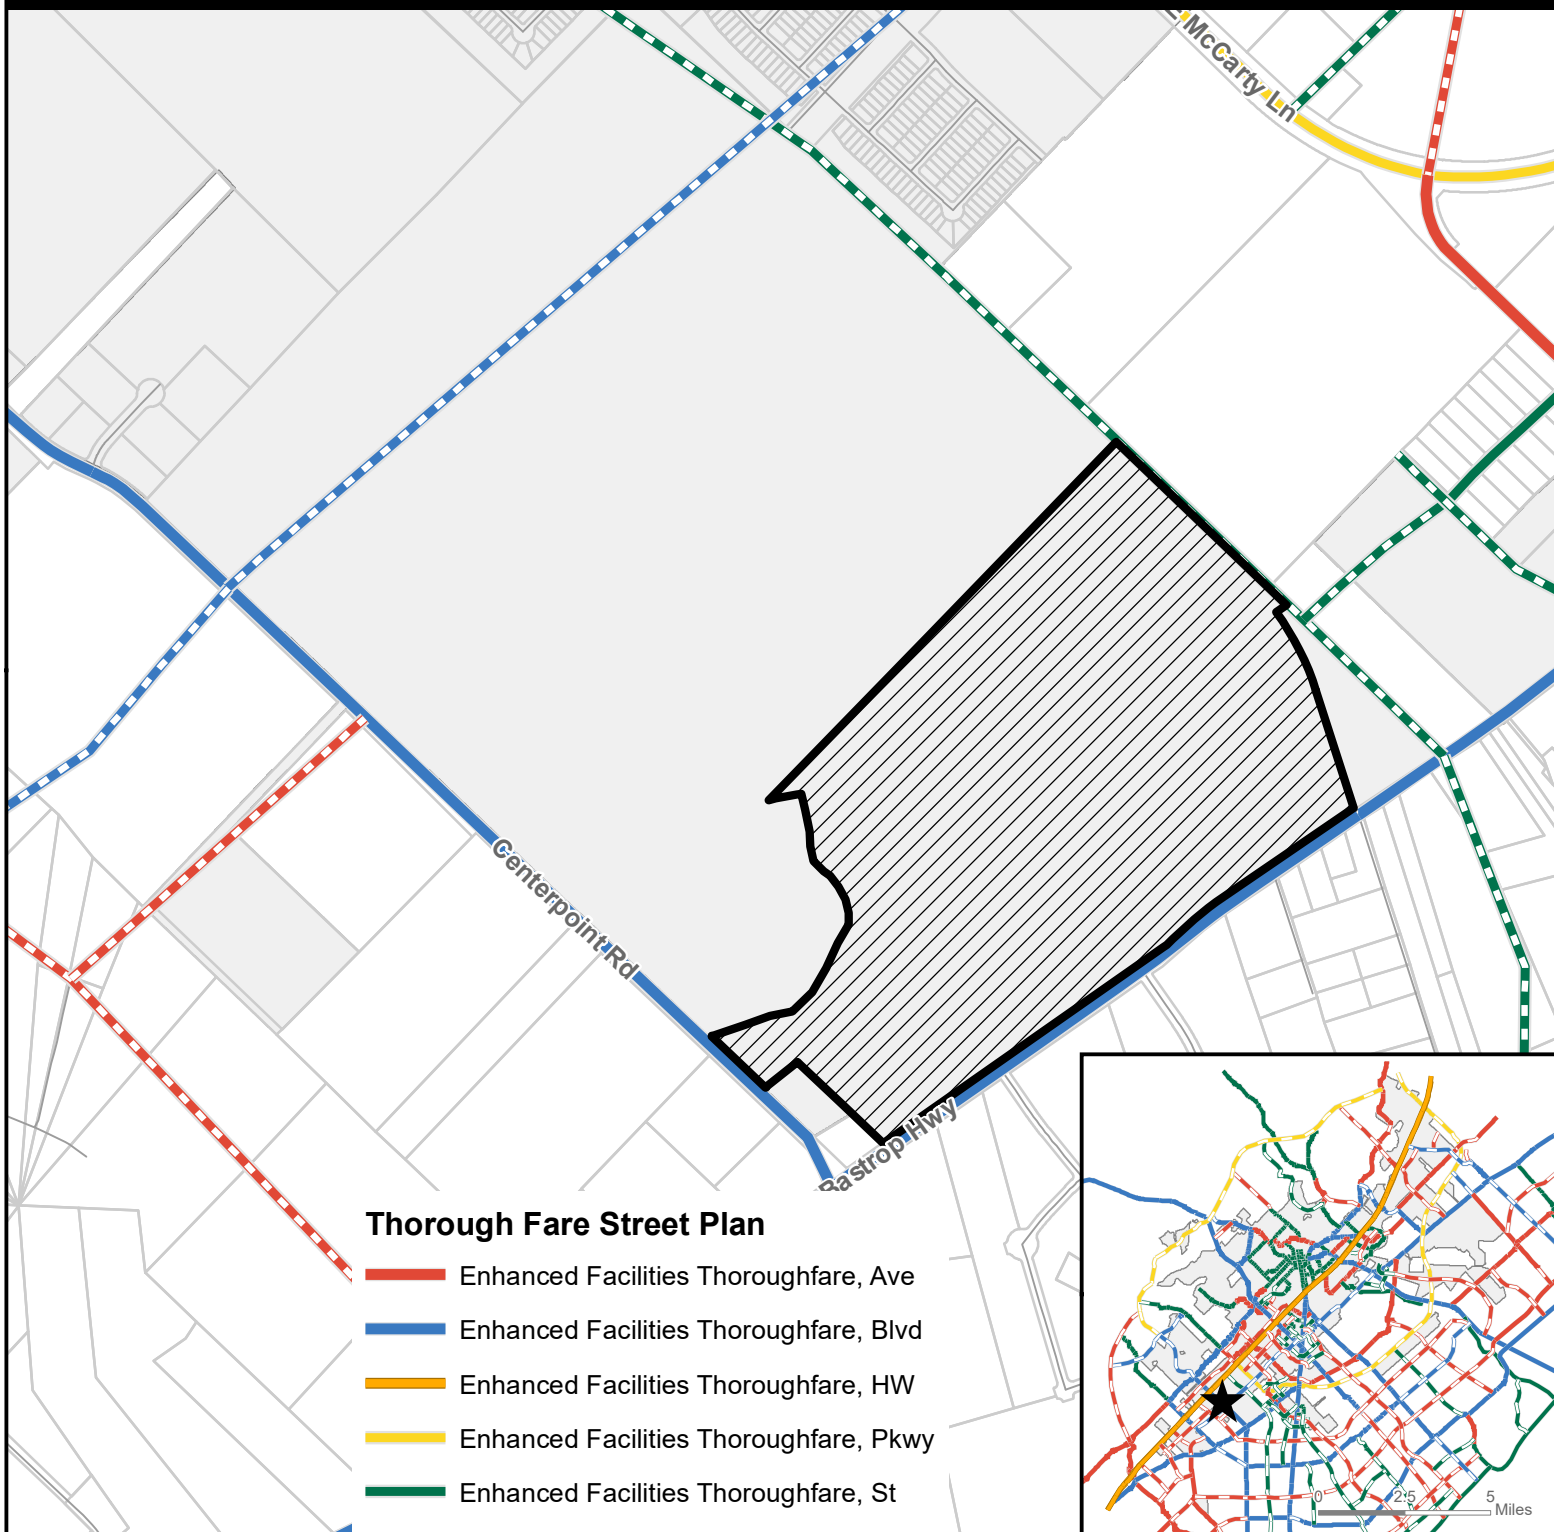 E McCarty Ln
Centerpoint Rd
Bastrop Hwy
Thorough Fare Street Plan
Enhanced Facilities Thoroughfare, Ave
Enhanced Facilities Thoroughfare, Blvd
Enhanced Facilities Thoroughfare, HW
Enhanced Facilities Thoroughfare, Pkwy
Enhanced Facilities Thoroughfare, St
0 2.5 5
Miles